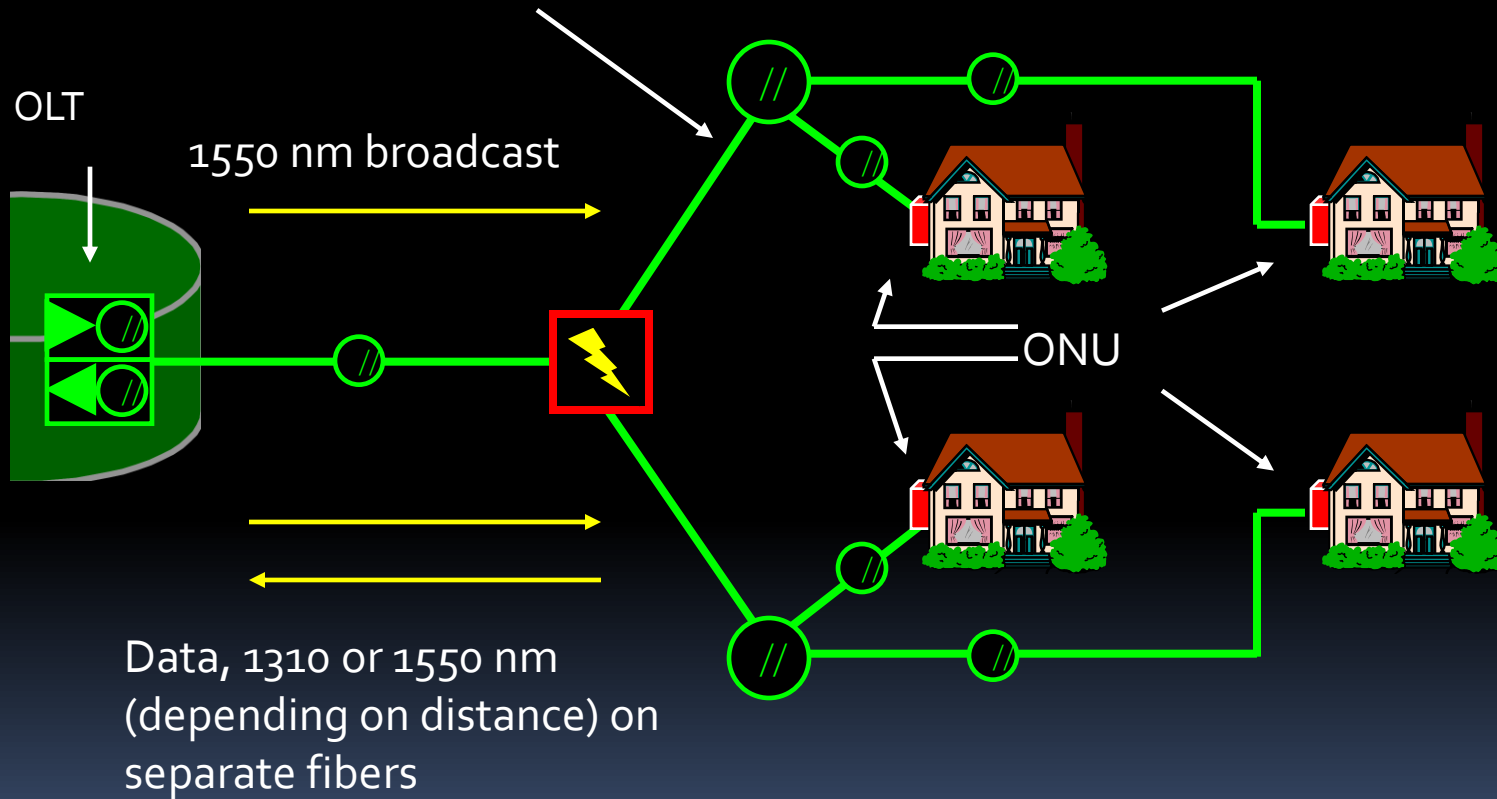 OLT
1550 nm broadcast
ONU
Data, 1310 or 1550 nm
(depending on distance) on
separate fibers